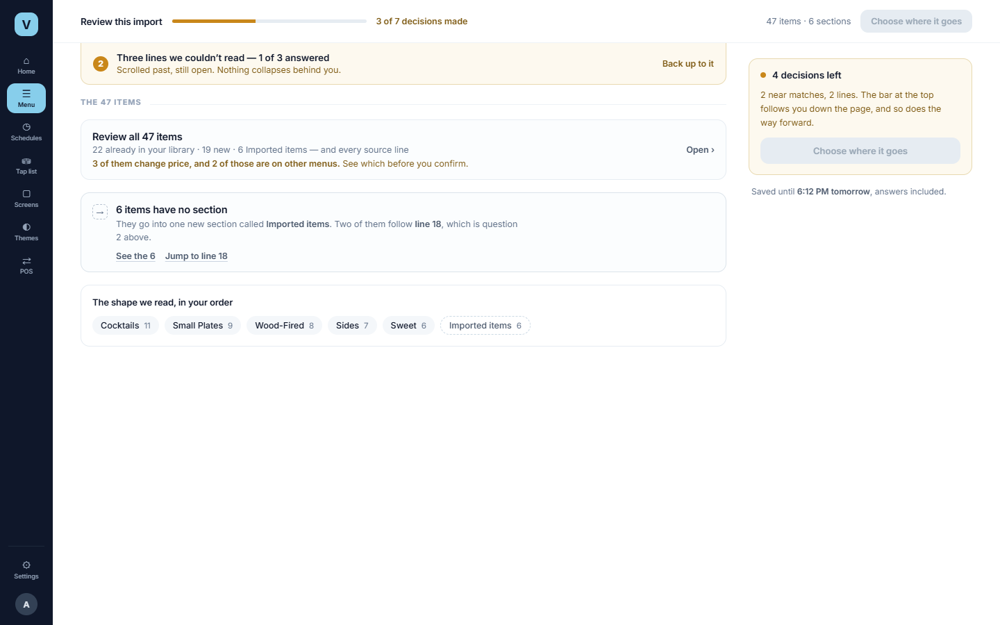 V
Home
Menu
Schedules
Tap list
Screens
Themes
POS
Settings
A
Review this import
3 of 7 decisions made
47 items · 6 sections
Choose where it goes
2
Three lines we couldn’t read — 1 of 3 answered
Scrolled past, still open. Nothing collapses behind you.
Back up to it
THE 47 ITEMS
Review all 47 items
22 already in your library · 19 new · 6 Imported items — and every source line
3 of them change price, and 2 of those are on other menus. See which before you confirm.
Open ›
6 items have no section
They go into one new section called Imported items. Two of them follow line 18, which is question
2 above.
See the 6 Jump to line 18
The shape we read, in your order
Cocktails 11 Small Plates 9 Wood-Fired 8 Sides 7 Sweet 6 Imported items 6
4 decisions left
2 near matches, 2 lines. The bar at the top
follows you down the page, and so does the
way forward.
Choose where it goes
Saved until 6:12 PM tomorrow, answers included.